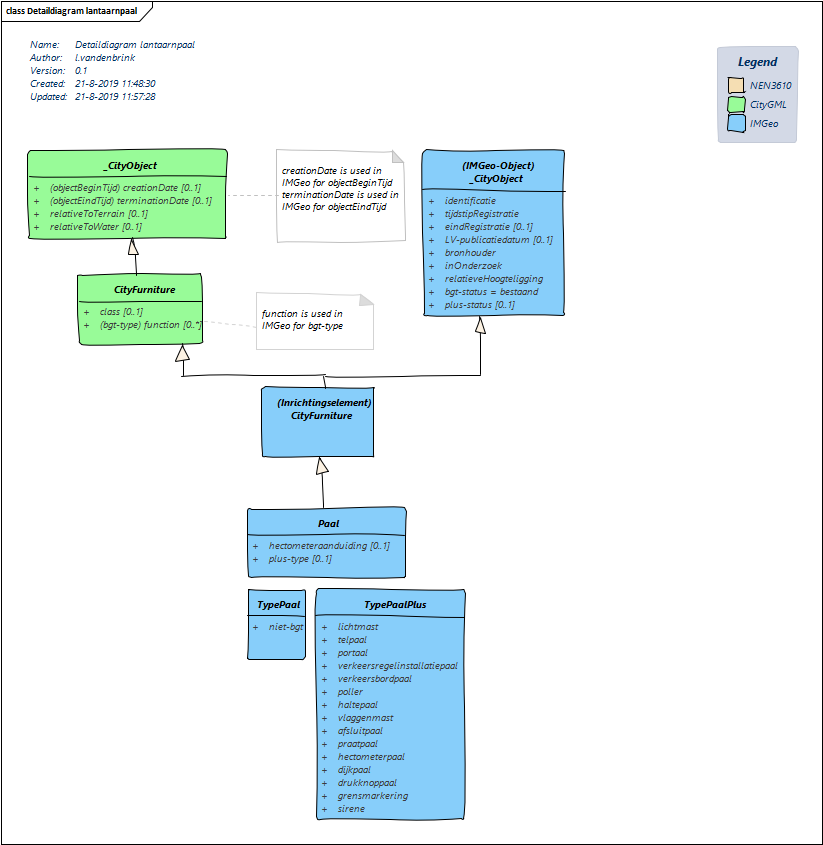 class Detaildiagram lantaarnpaal
Name: Detaildiagram lantaarnpaal
Author: l.vandenbrink
Version: 0.1
Created: 21-8-2019 11:48:30
Updated: 21-8-2019 11:57:28
Legend
NEN3610
CityGML
IMGeo
_CityObject
+ (objectBeginTijd) creationDate [0..1]
+ (objectEindTijd) terminationDate [0..1]
+ relativeToTerrain [0..1]
+ relativeToWater [0..1]
creationDate is used in
IMGeo for objectBeginTijd
terminationDate is used in
IMGeo for objectEindTijd
(IMGeo-Object)
_CityObject
+ identificatie
+ tijdstipRegistratie
+ eindRegistratie [0..1]
+ LV-publicatiedatum [0..1]
+ bronhouder
+ inOnderzoek
+ relatieveHoogteligging
+ bgt-status = bestaand
+ plus-status [0..1]
CityFurniture
+ class [0..1]
+ (bgt-type) function [0..*]
function is used in
IMGeo for bgt-type
(Inrichtingselement)
CityFurniture
Paal
+ hectometeraanduiding [0..1]
+ plus-type [0..1]
TypePaal
+ niet-bgt
TypePaalPlus
+ lichtmast
+ telpaal
+ portaal
+ verkeersregelinstallatiepaal
+ verkeersbordpaal
+ poller
+ haltepaal
+ vlaggenmast
+ afsluitpaal
+ praatpaal
+ hectometerpaal
+ dijkpaal
+ drukknoppaal
+ grensmarkering
+ sirene